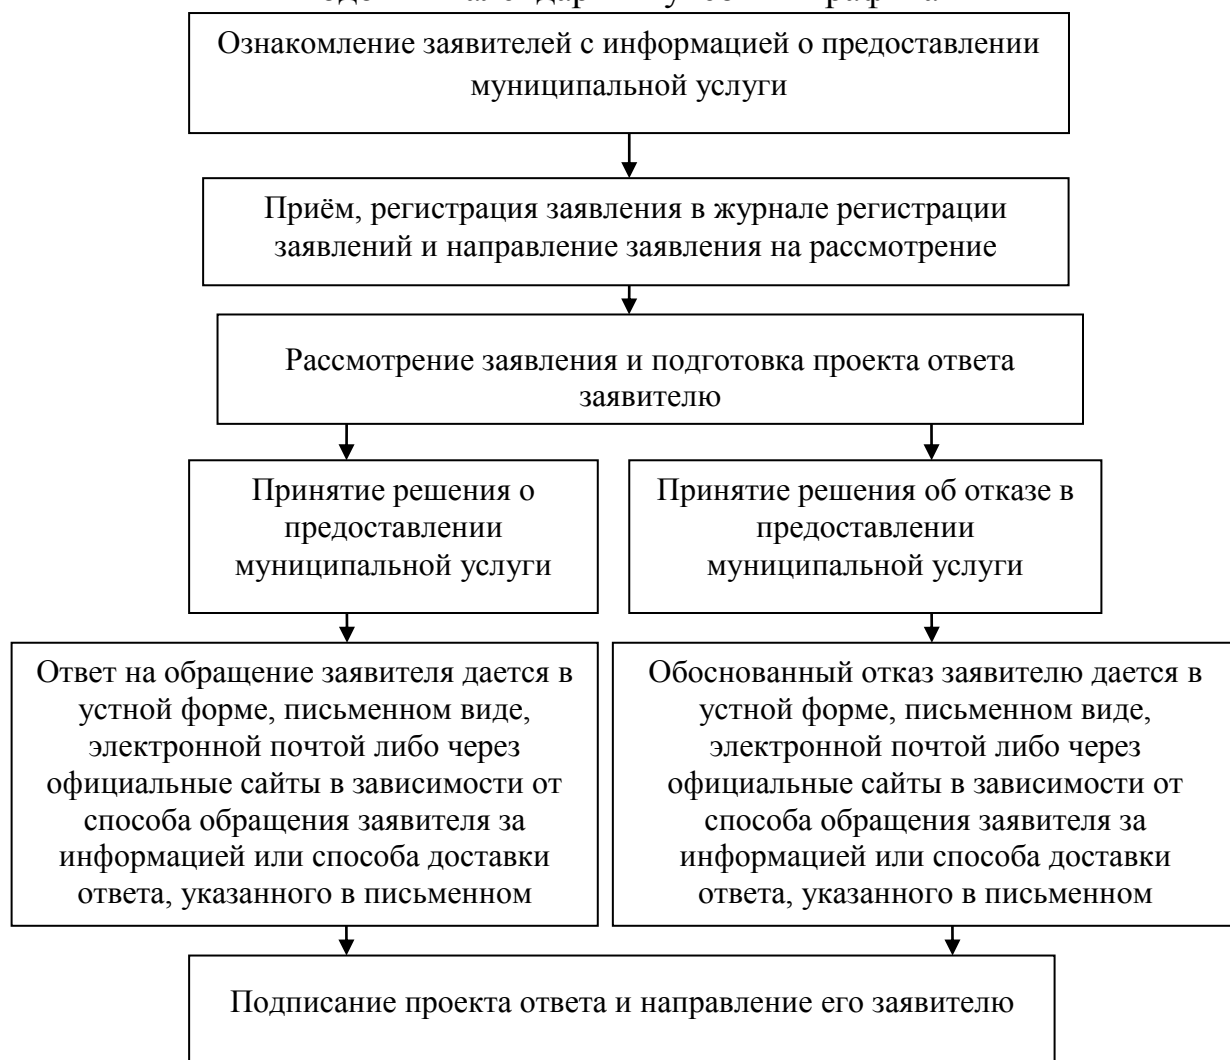 Ознакомление заявителей с информацией о предоставлении
муниципальной услуги
Приём, регистрация заявления в журнале регистрации
заявлений и направление заявления на рассмотрение
Рассмотрение заявления и подготовка проекта ответа
заявителю
Принятие решения о
предоставлении
муниципальной услуги
Принятие решения об отказе в
предоставлении
муниципальной услуги
Ответ на обращение заявителя дается в
устной форме, письменном виде,
электронной почтой либо через
официальные сайты в зависимости от
способа обращения заявителя за
информацией или способа доставки
ответа, указанного в письменном
Обоснованный отказ заявителю дается в
устной форме, письменном виде,
электронной почтой либо через
официальные сайты в зависимости от
способа обращения заявителя за
информацией или способа доставки
ответа, указанного в письменном
Подписание проекта ответа и направление его заявителю